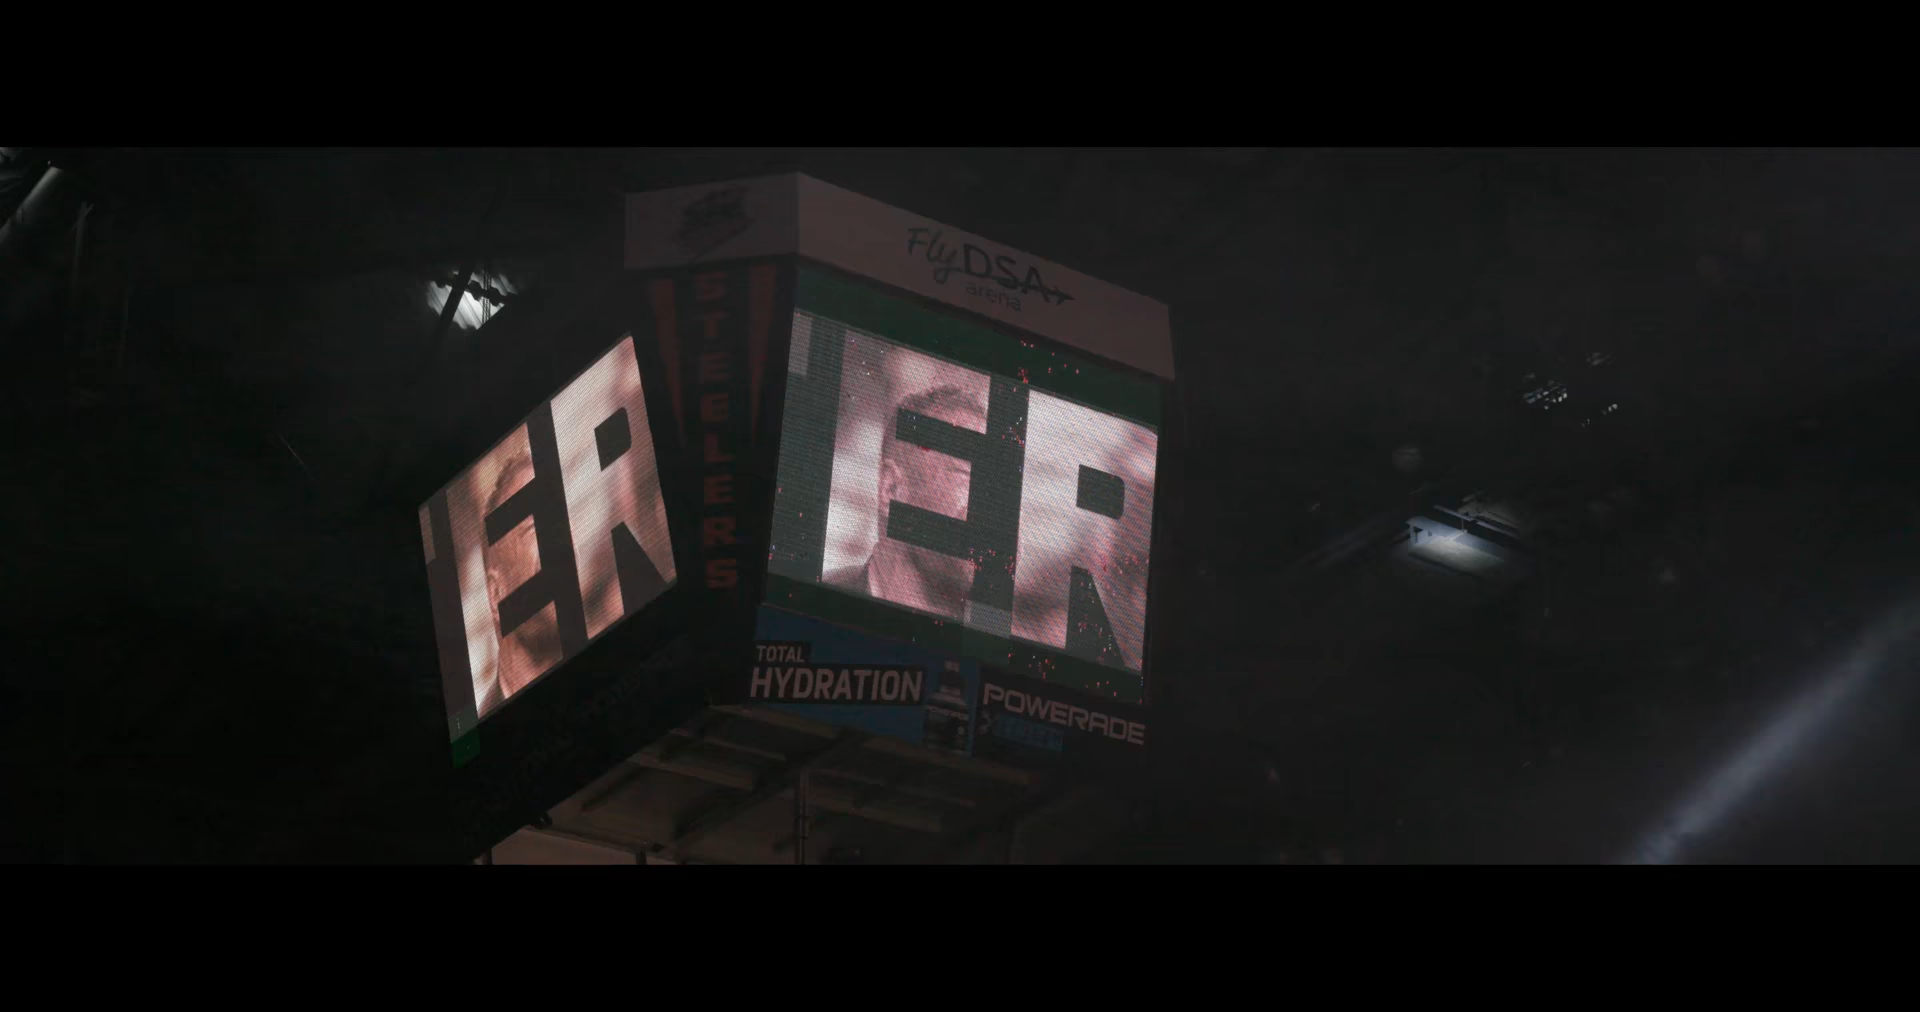 FlyDSA
arena
STEELERS
ER
ER
TOTAL
HYDRATION
POWERADE